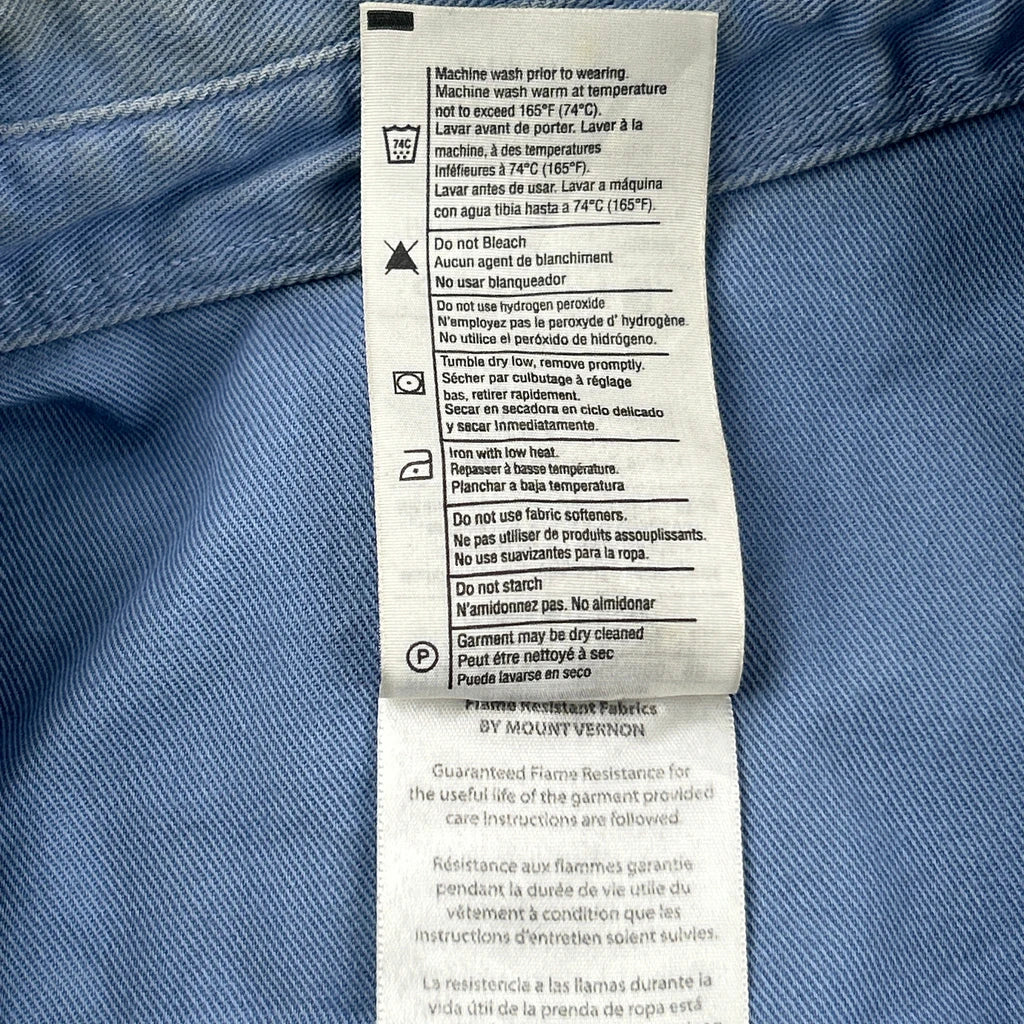 Machine wash prior to wearing.
Machine wash warm at temperature
not to exceed 165°F (74°C).
74C
Lavar avant de porter. Laver à la
machine, à des temperatures
Inféfieures à 74°C (165°F).
Lavar antes de usar. Lavar a máquina
con agua tibia hasta a 74°C (165°F).
Do not Bleach
Aucun agent de blanchiment
No usar blanqueador
Do not use hydrogen peroxide
N'employez pas le peroxyde d' hydrogène.
No utilice el peróxido de hidrógeno.
Tumble dry low, remove promptly.
Sécher par culbutage à réglage
bas, retirer rapidement.
Secar en secadora en ciclo delicado
y secar Inmediatamente.
Iron with low heat.
Repasser à basse température.
Planchar a baja temperatura
Do not use fabric softeners.
Ne pas utiliser de produits assouplissants.
No use suavizantes para la ropa.
Do not starch
N'amidonnez pas. No almidonar
Garment may be dry cleaned
P
Peut étre nettoyé à sec
Puede lavarse en seco
Flame Resistant Fabrics
BY MOUNT VERNON
Guaranteed Flame Resistance for
the useful life of the garment provided
care Instructions are followed
Résistance aux flammes garantie
pendant la durée de vie utile du
vêtement à condition que les
instructions d'entretien soient suivies.
La resistencia a las llamas durante la
vida útil de la prenda de ropa está